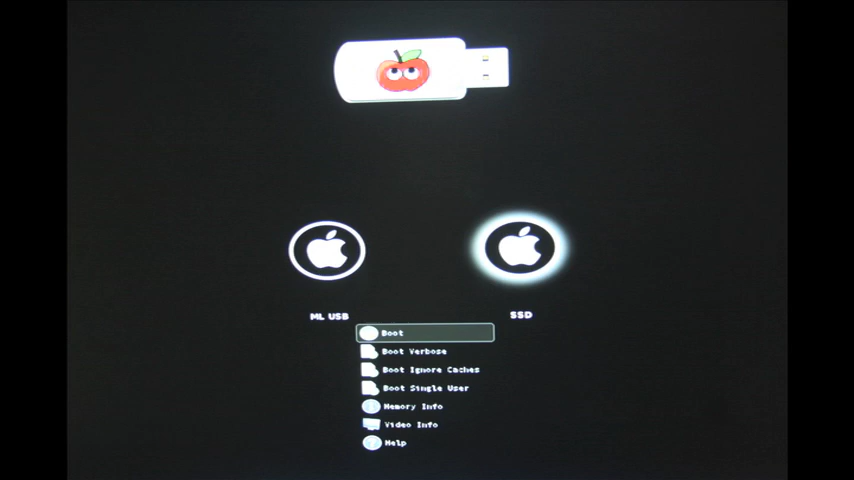 ML USB
SSD
Boot
Boot Verbose
Boot Ignore Caches
Boot Single User
Memory Info
Video Info
Help